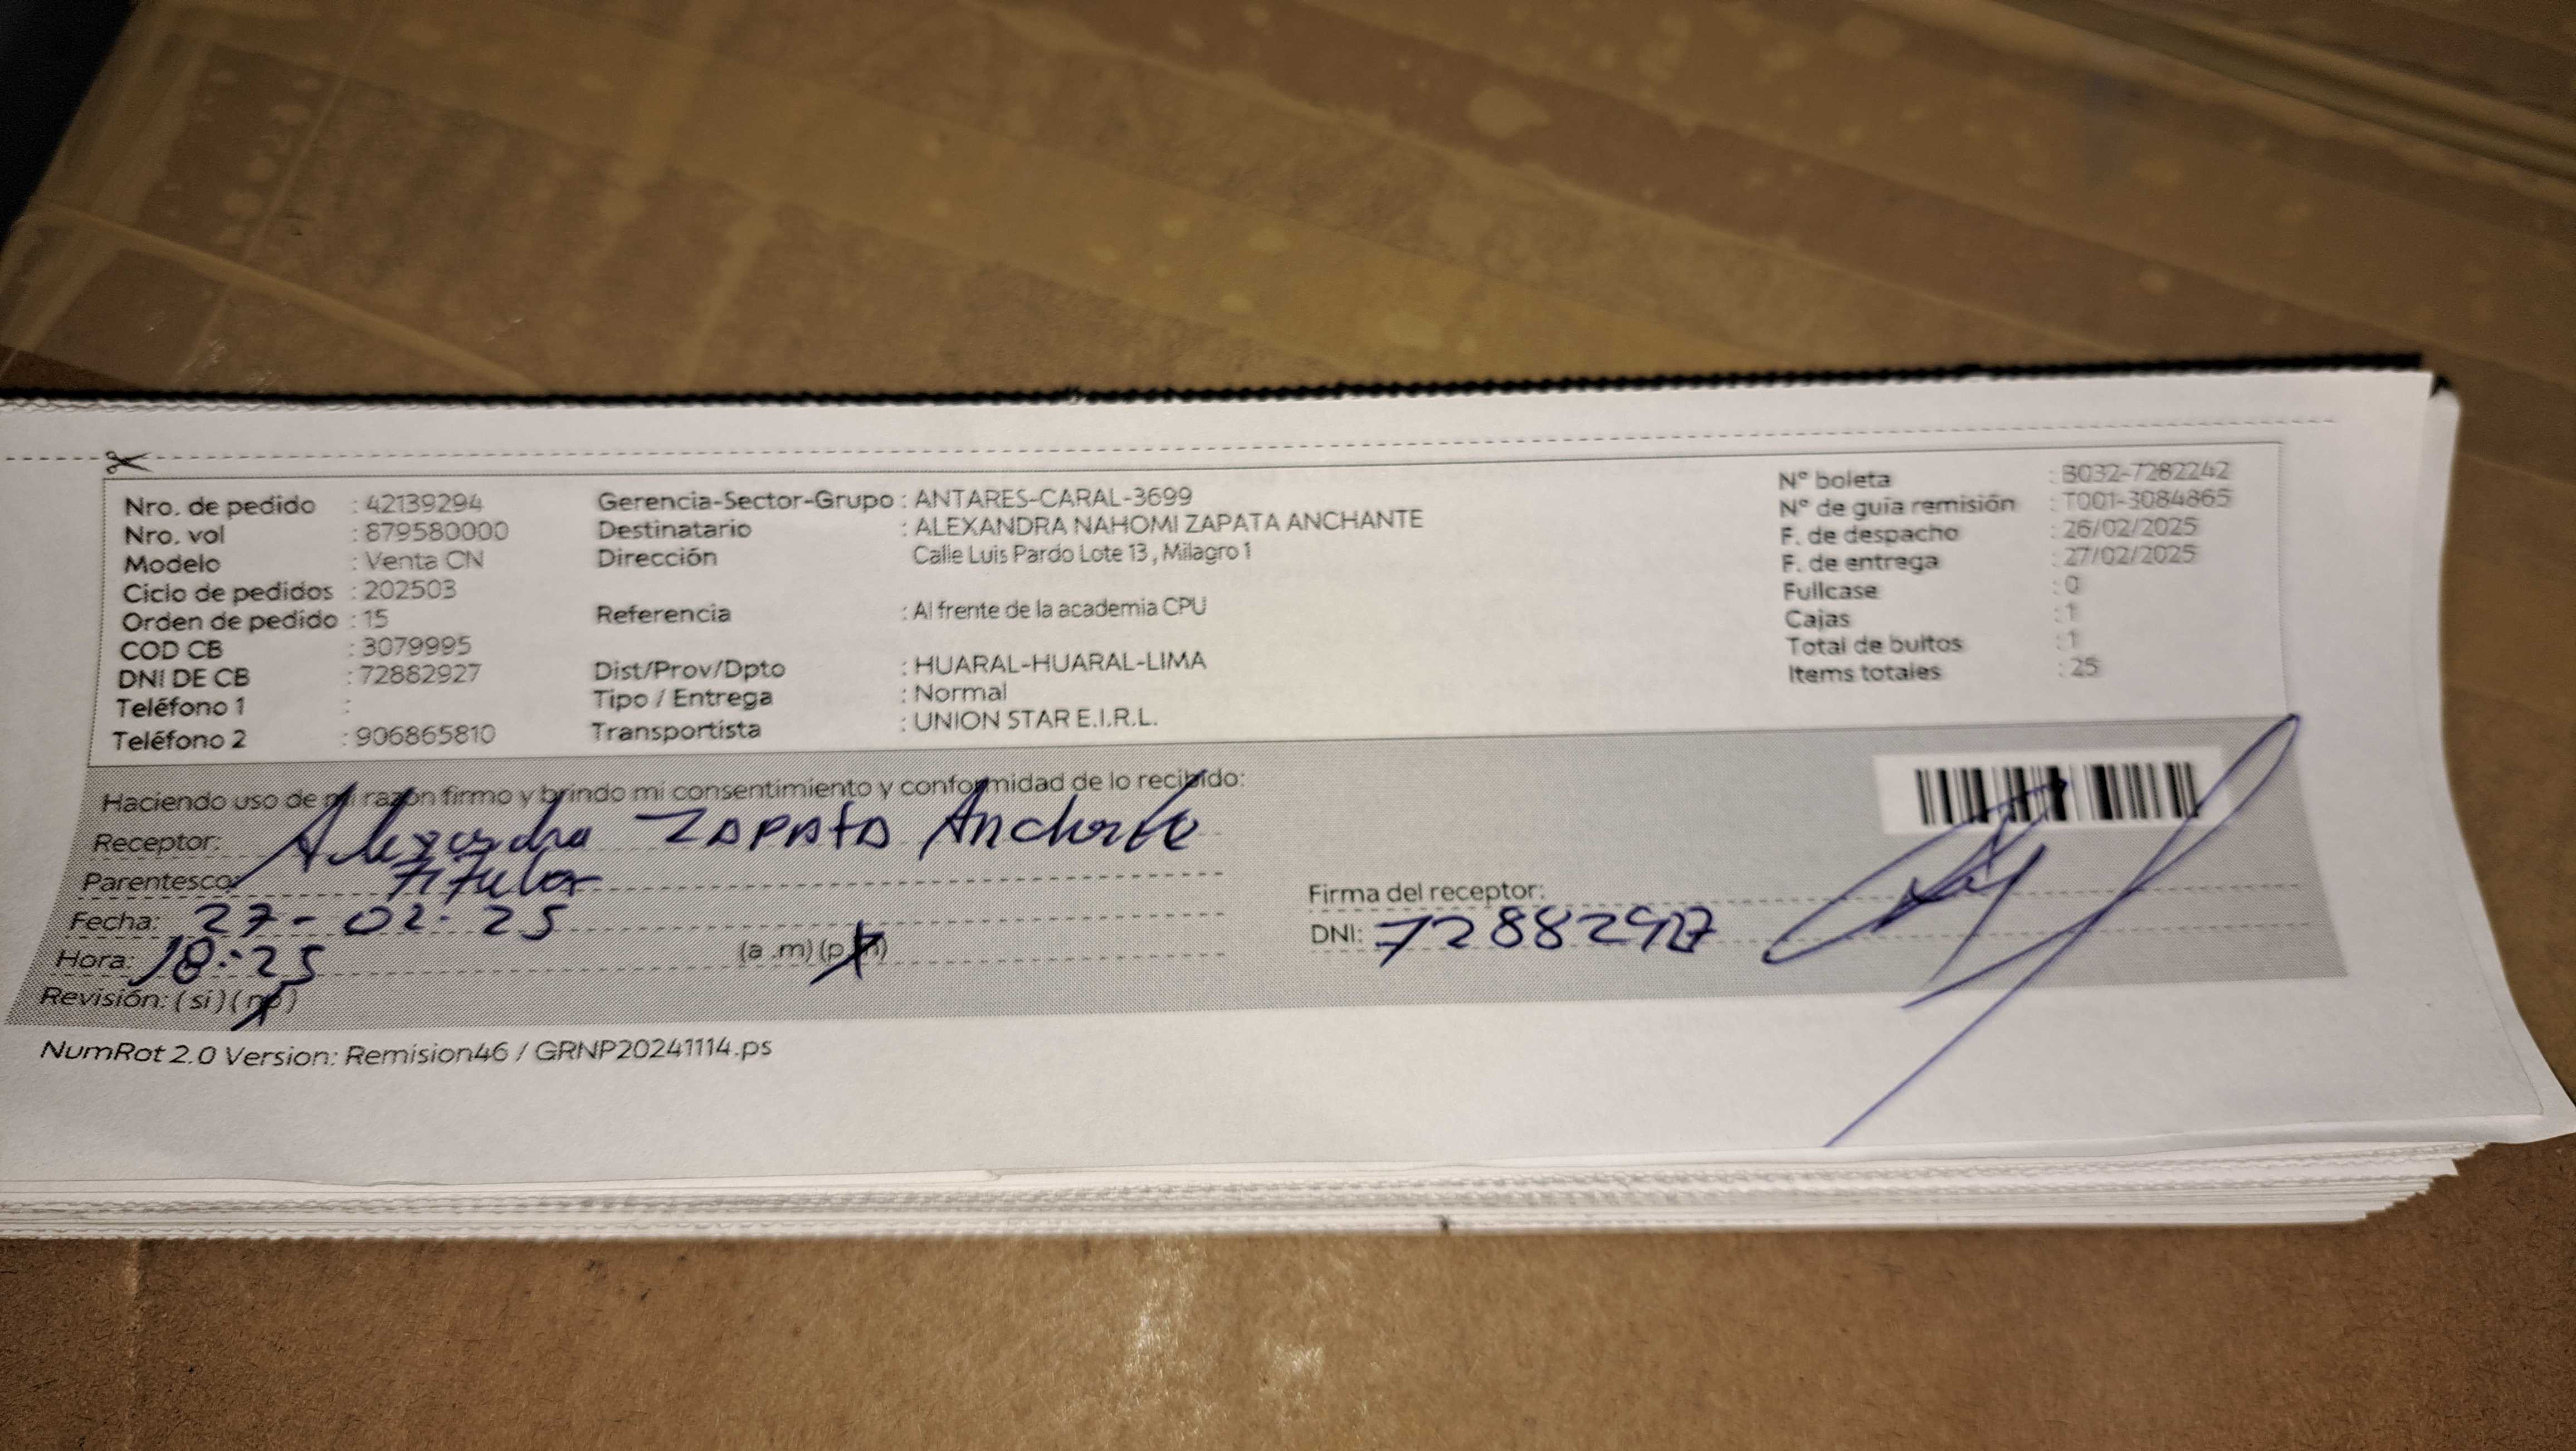 Nro. de pedido : 42139294
Nro. vol : 879580000
Modelo : Venta CN
Ciclo de pedidos : 202503
Orden de pedido : 15
COD CB : 3079995
DNI DE CB : 72882927
Teléfono 1 :
Teléfono 2 : 906865810
Gerencia-Sector-Grupo : ANTARES-CARAL-3699
Destinatario : ALEXANDRA NAHOMI ZAPATA ANCHANTE
Dirección Calle Luis Pardo Lote 13 , Milagro 1
Referencia : Al frente de la academia CPU
Dist/Prov/Dpto : HUARAL-HUARAL-LIMA
Tipo / Entrega : Normal
Transportista : UNION STAR E.I.R.L.
Nº boleta : B032-7282242
Nº de guía remisión : T001-3084865
F. de despacho : 26/02/2025
F. de entrega : 27/02/2025
Fullcase : 0
Cajas : 1
Total de bultos : 1
Items totales : 25
Haciendo uso de mi razón firmo y brindo mi consentimiento y conformidad de lo recibido:
Receptor: Alexandra ZAPATA Anchante
Parentesco: Titular
Fecha: 27-02-25
Hora: 18:25 (a .m) (p.m)
Revisión: ( si ) ( no )
Firma del receptor:
DNI: 72882927
NumRot 2.0 Version: Remision46 / GRNP20241114.ps